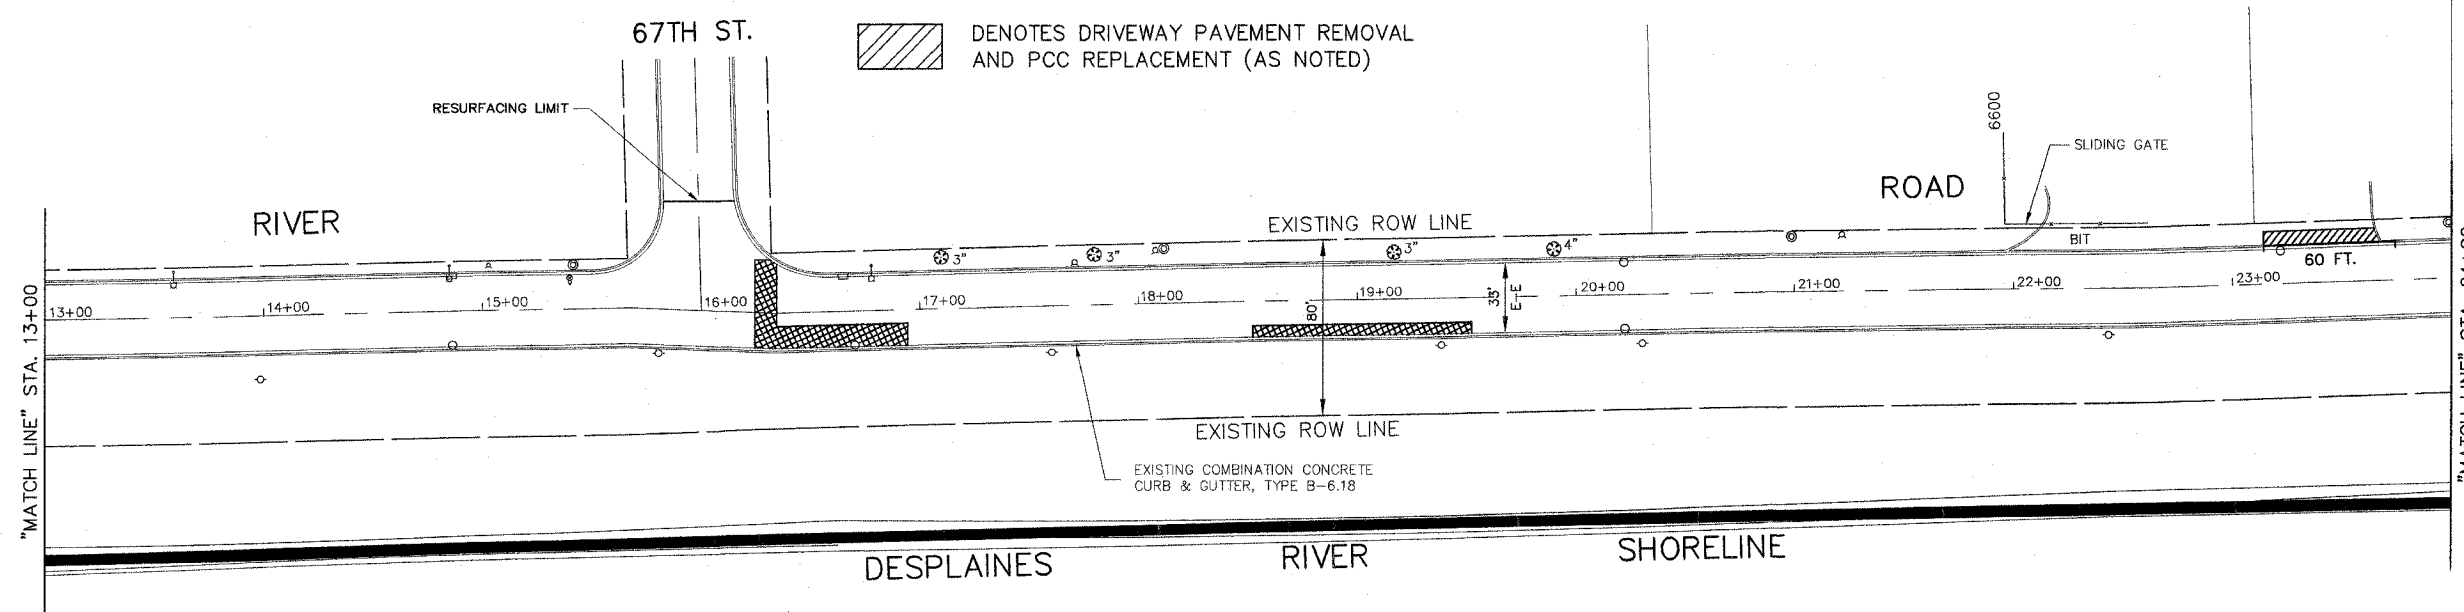 67TH ST.
DENOTES DRIVEWAY PAVEMENT REMOVAL
AND PCC REPLACEMENT (AS NOTED)
RESURFACING LIMIT
6600
SLIDING GATE
RIVER
ROAD
EXISTING ROW LINE
BIT
3"
3"
3"
4"
60 FT.
13+00
14+00
15+00
16+00
17+00
18+00
19+00
20+00
21+00
22+00
23+00
80'
E-E
"MATCH LINE" STA. 13+00
EXISTING ROW LINE
EXISTING COMBINATION CONCRETE
CURB & GUTTER, TYPE B-6.18
DESPLAINES RIVER SHORELINE